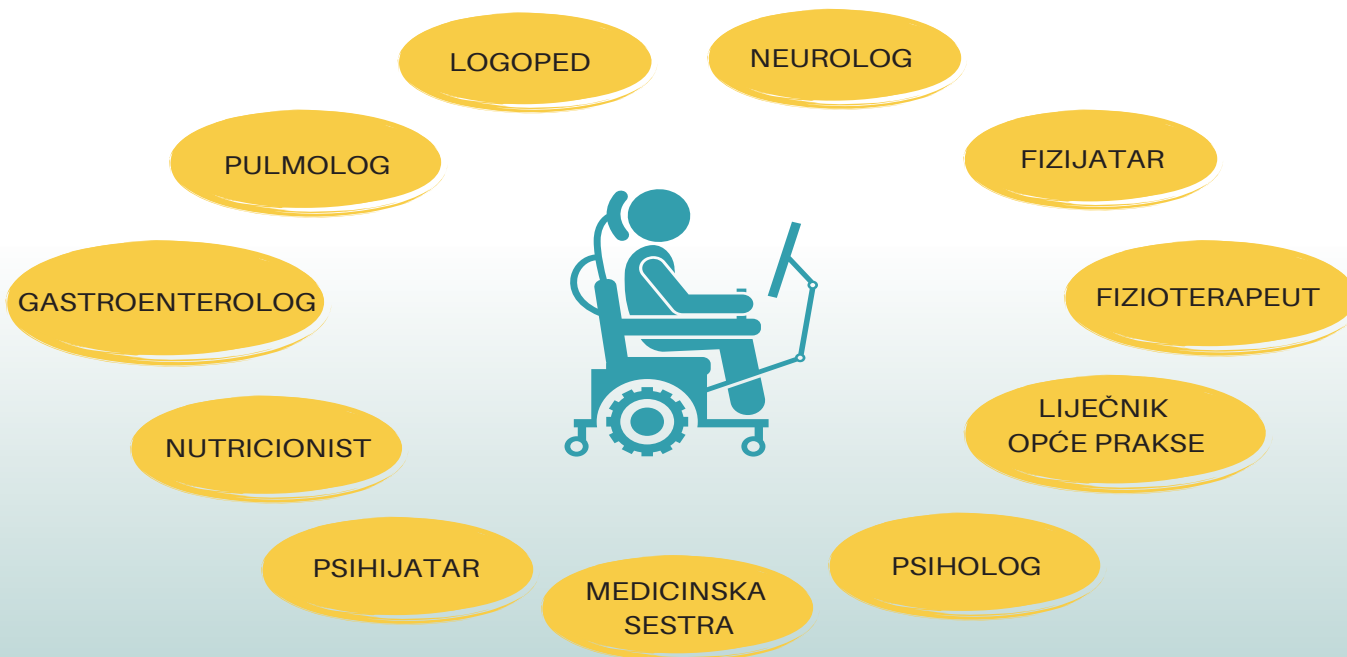 LOGOPED
NEUROLOG
PULMOLOG
FIZIJATAR
GASTROENTEROLOG
FIZIOTERAPEUT
LIJEČNIK
OPĆE PRAKSE
NUTRICIONIST
PSIHIJATAR
PSIHOLOG
MEDICINSKA
SESTRA